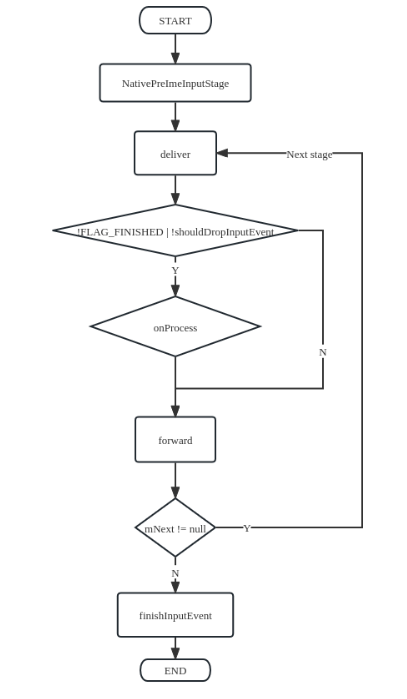 START
NativePreImeInputStage
deliver
Next stage
!FLAG_FINISHED | !shouldDropInputEvent
Y
onProcess
N
forward
mNext != null
Y
N
finishInputEvent
END